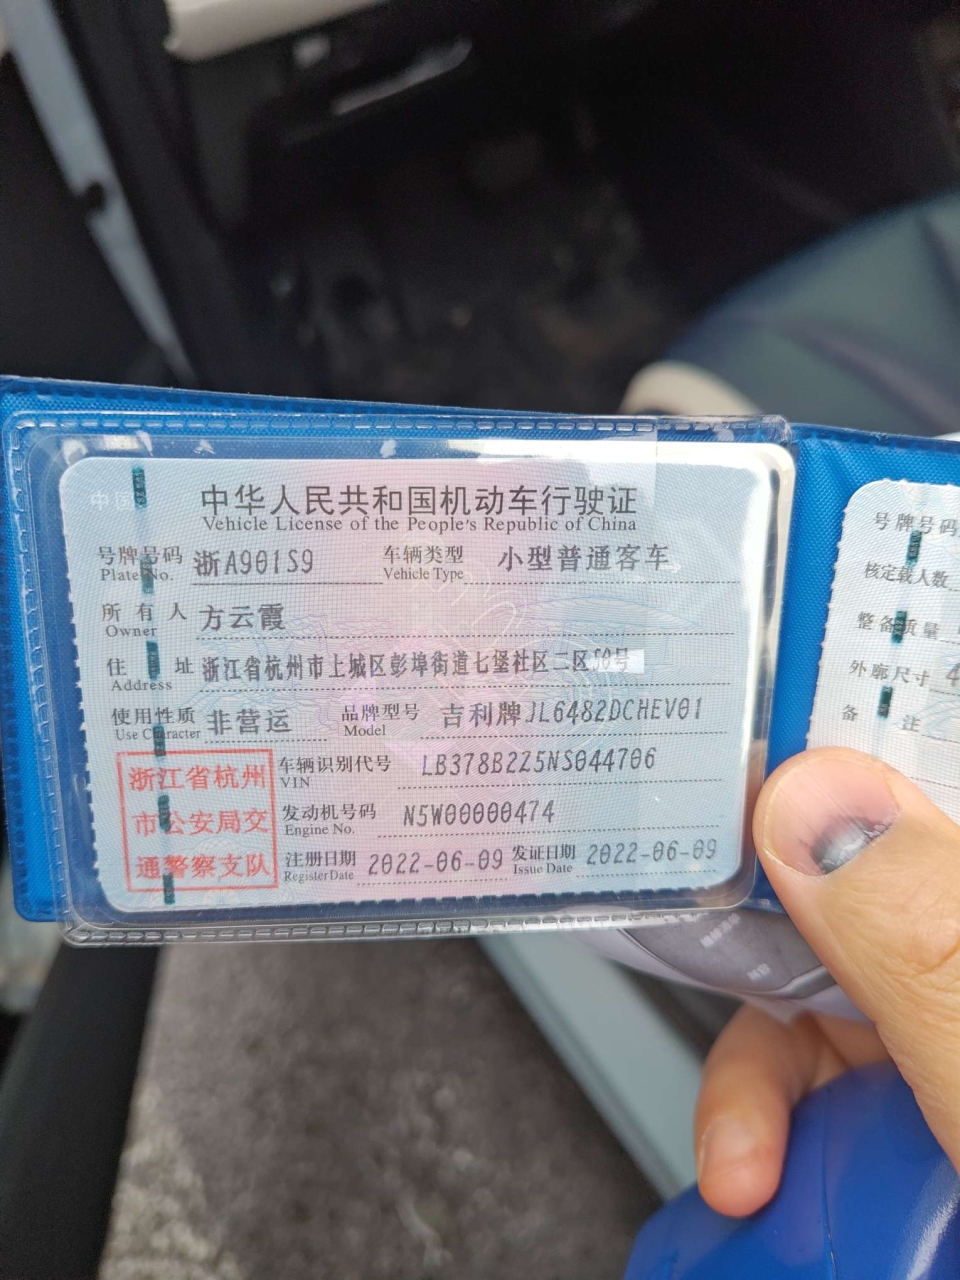 中华人民共和国机动车行驶证
Vehicle License of the People's Republic of China
号牌号码 浙A901S9 车辆类型 小型普通客车
Plate No. Vehicle Type
所有人 方云霞
Owner
住址 浙江省杭州市上城区彭埠街道七堡社区二区50号
Address
使用性质 非营运 品牌型号 吉利牌JL6482DCHEV01
Use Character Model
浙江省杭州
市公安局交
通警察支队
车辆识别代号 LB378B2Z5NS044706
VIN
发动机号码 N5W00000474
Engine No.
注册日期 2022-06-09 发证日期 2022-06-09
Register Date Issue Date
号牌号码
核定载人数
整备质量
外廓尺寸 4
备注